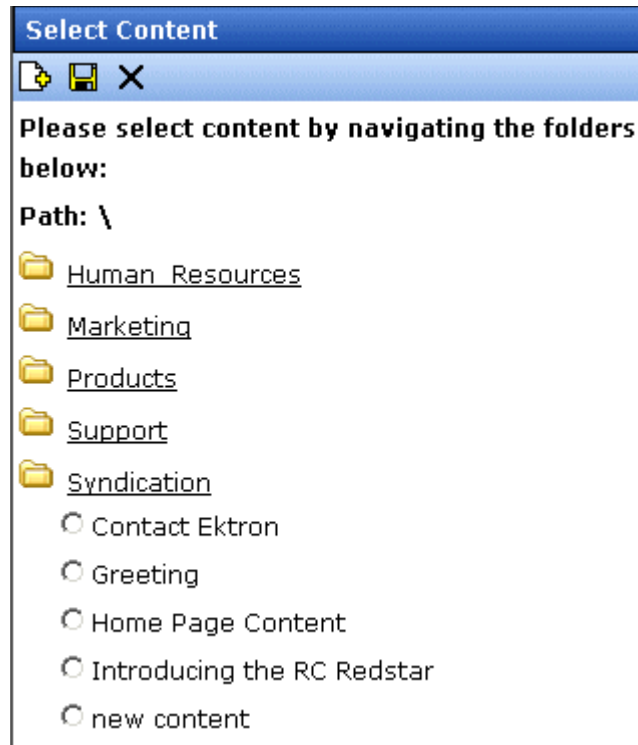 Select Content
Please select content by navigating the folders
below:
Path: \
Human_Resources
Marketing
Products
Support
Syndication
Contact Ektron
Greeting
Home Page Content
Introducing the RC Redstar
new content